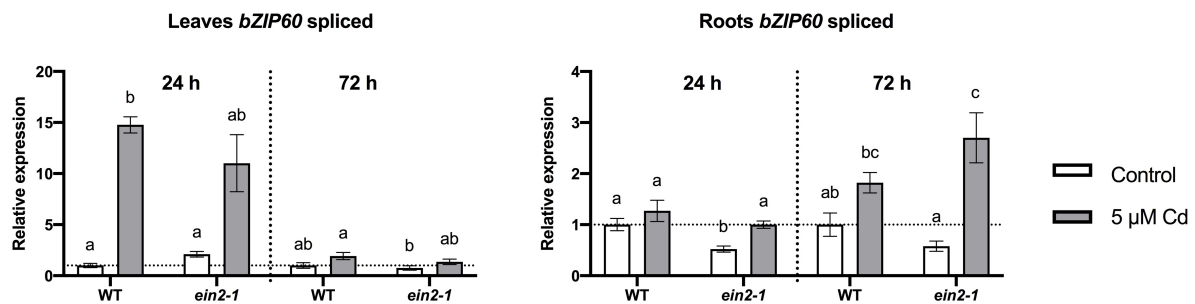 Leaves bZIP60 spliced
Relative expression
20
15
10
5
0
24 h
72 h
a
b
a
ab
ab
a
b
ab
WT
ein2-1
WT
ein2-1
Roots bZIP60 spliced
Relative expression
4
3
2
1
0
24 h
72 h
a
a
b
a
ab
bc
a
c
WT
ein2-1
WT
ein2-1
Control
5 µM Cd